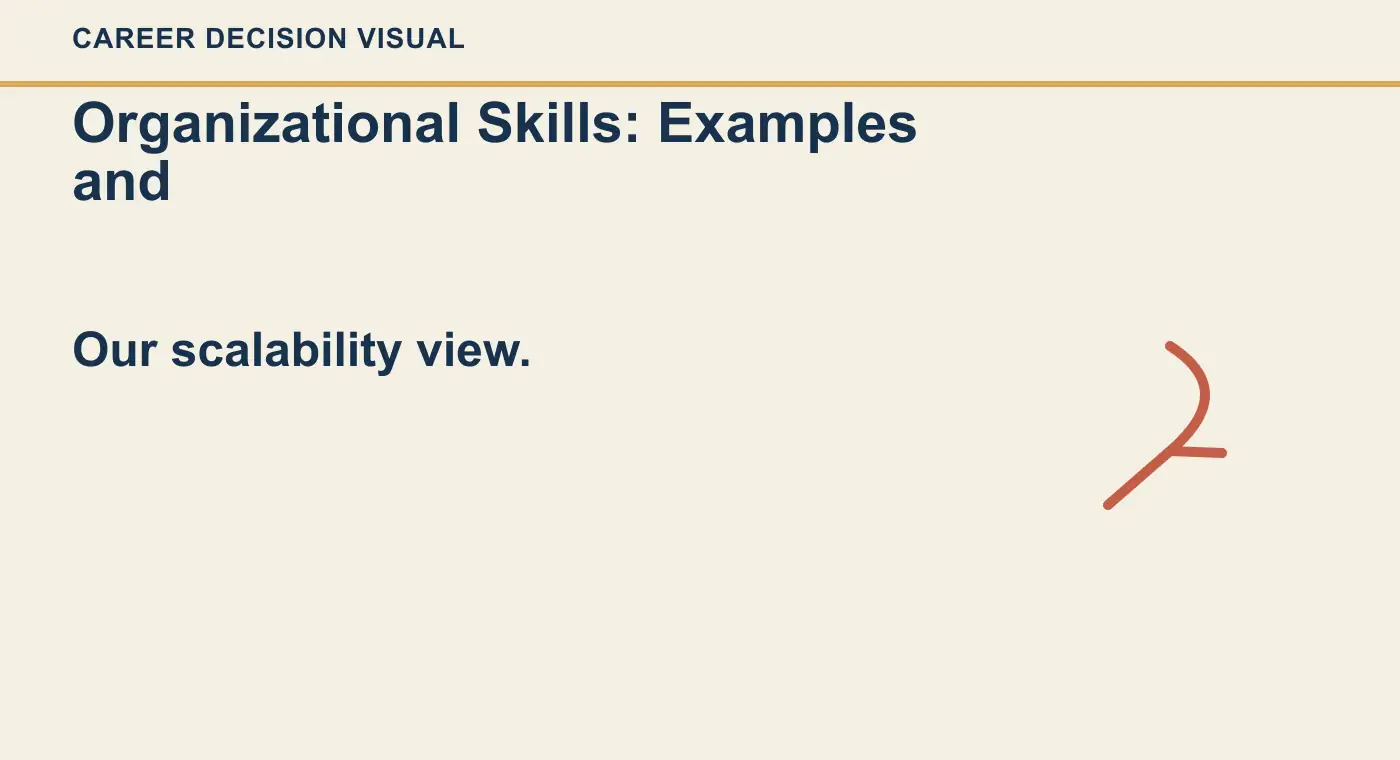 CAREER DECISION VISUAL
Organizational Skills: Examples
and
Our scalability view.